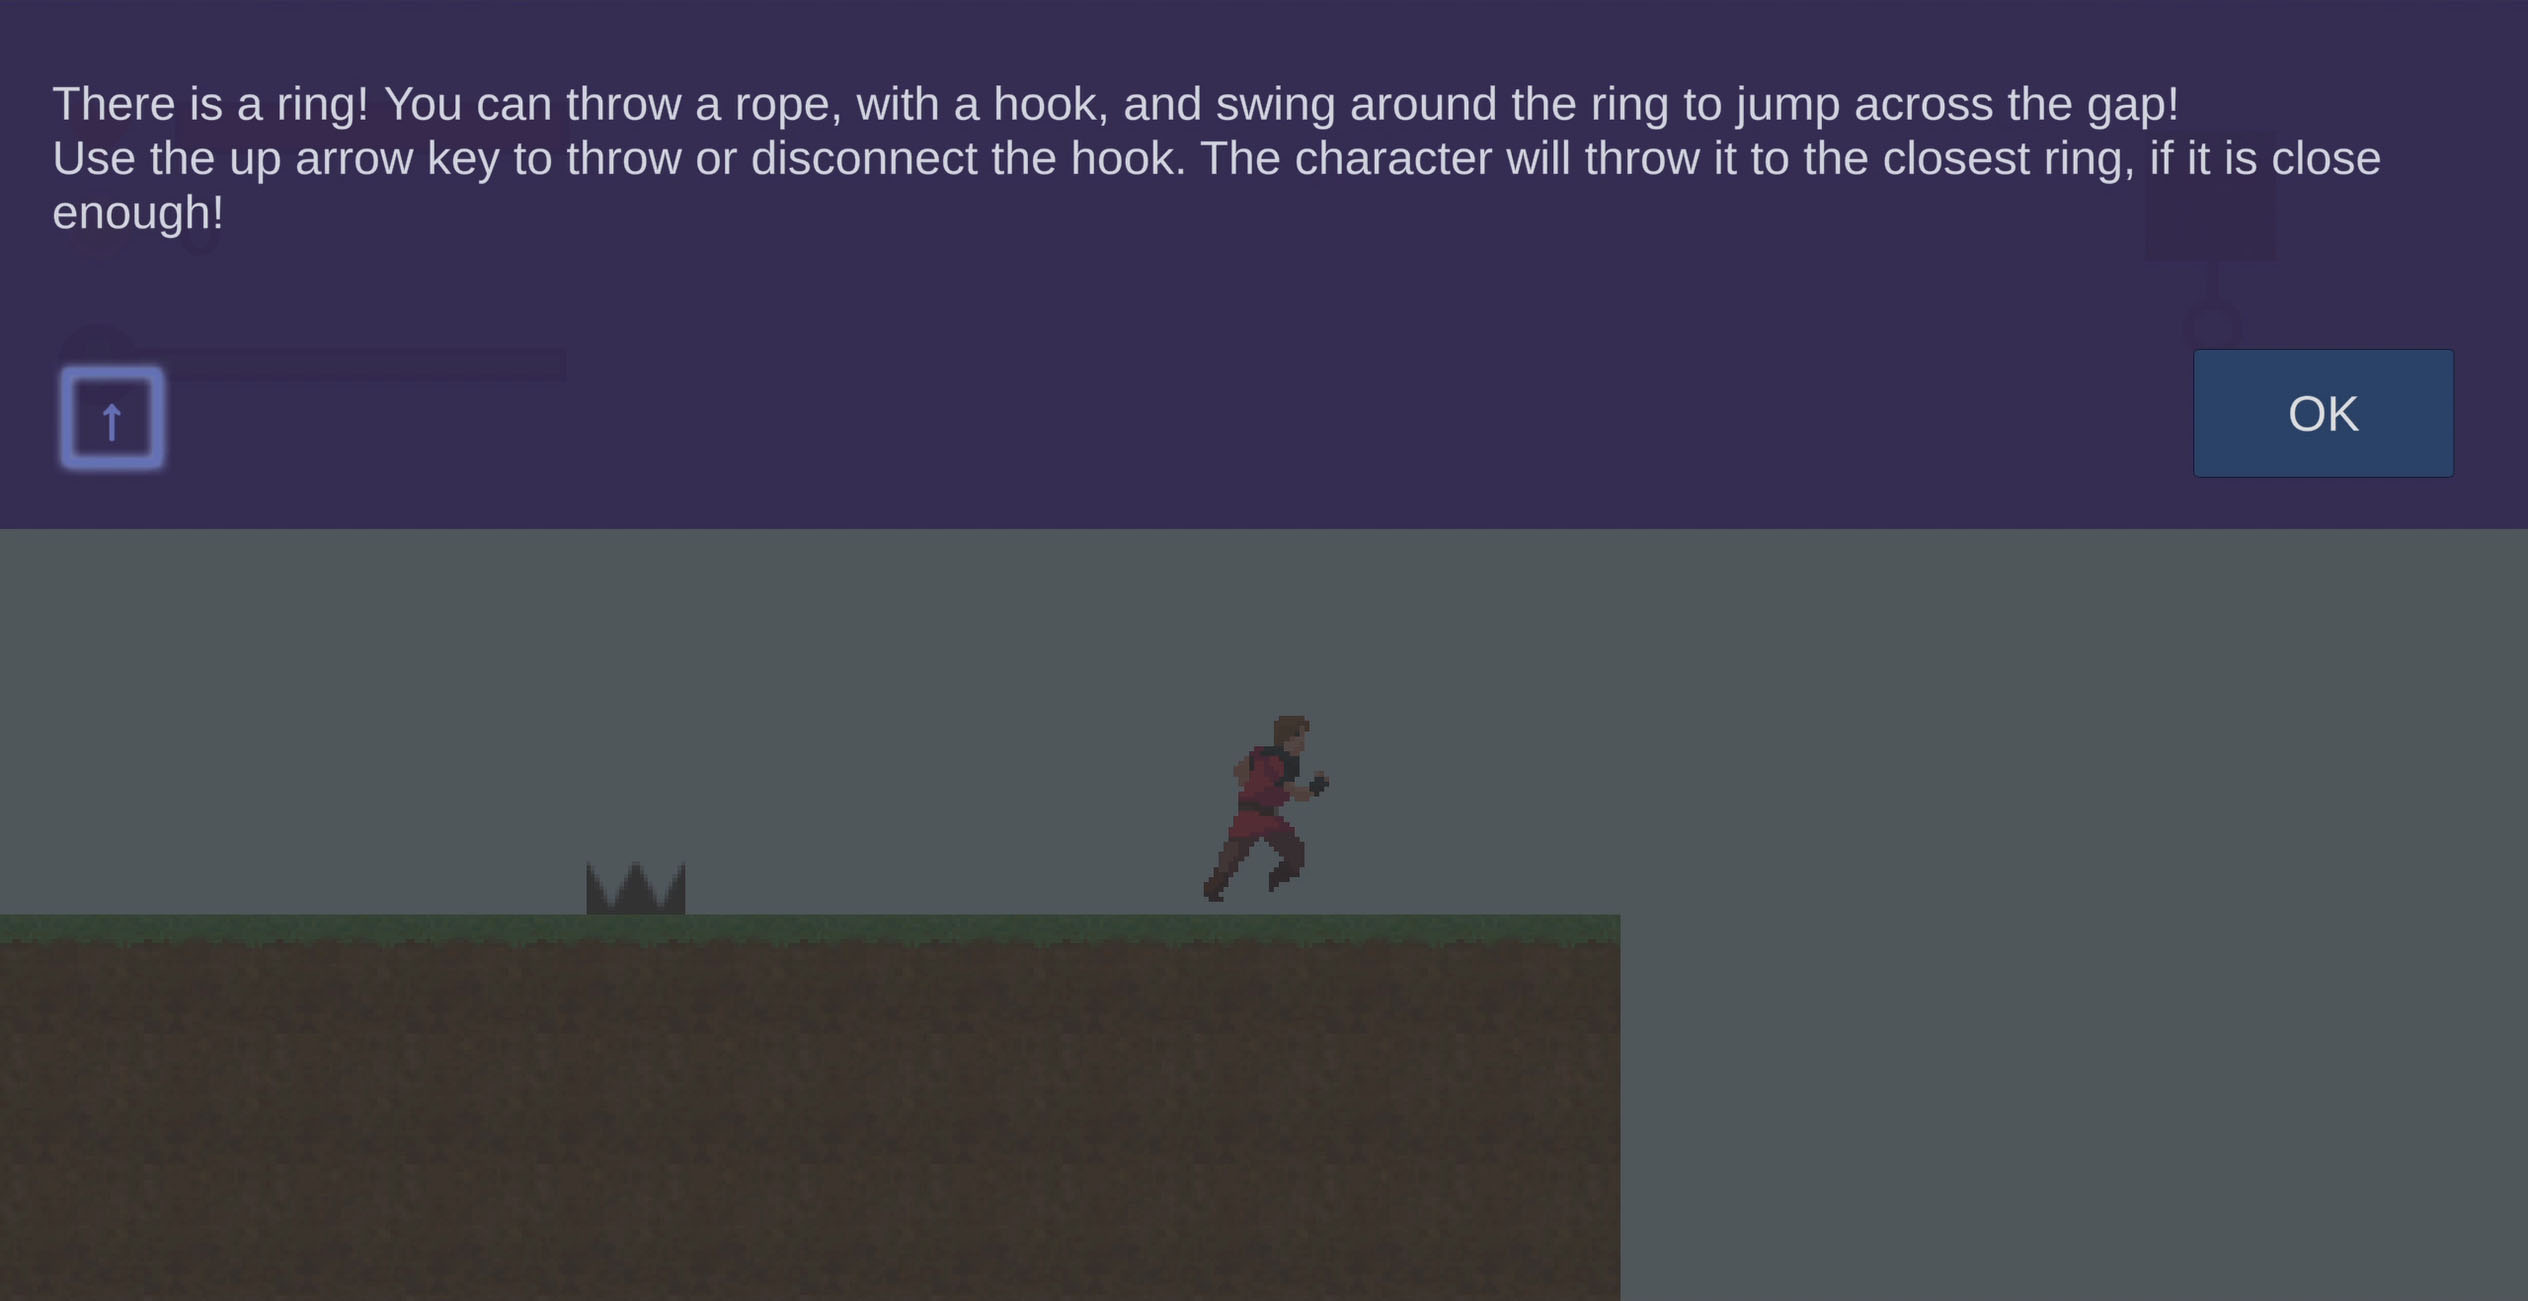 There is a ring! You can throw a rope, with a hook, and swing around the ring to jump across the gap!
Use the up arrow key to throw or disconnect the hook. The character will throw it to the closest ring, if it is close
enough!
0
↑
OK